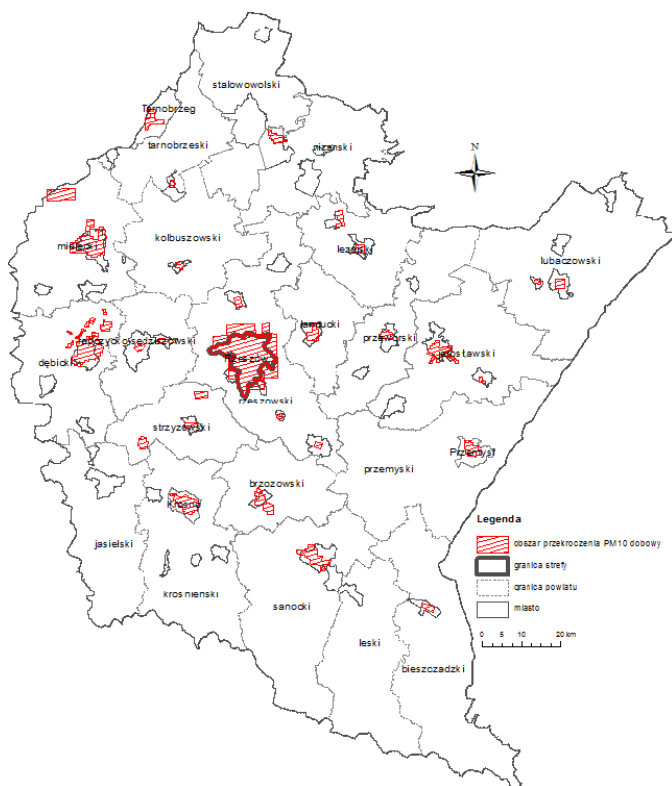 stalowowolski
Tarnobrzeg
tarnobrzeski
niżański
N
mielecki
kolbuszowski
leżajski
lubaczowski
łańcucki
przeworski
jarosławski
dębicki
Rzeszów
rzeszowski
strzyżowski
przemyski
Przemyśl
brzozowski
Krosno
jasielski
krośnieński
sanocki
leski
bieszczadzki
Legenda
obszar przekroczenia PM10 dobowy
granica strefy
granica powiatu
miasto
0 5 10 20 km